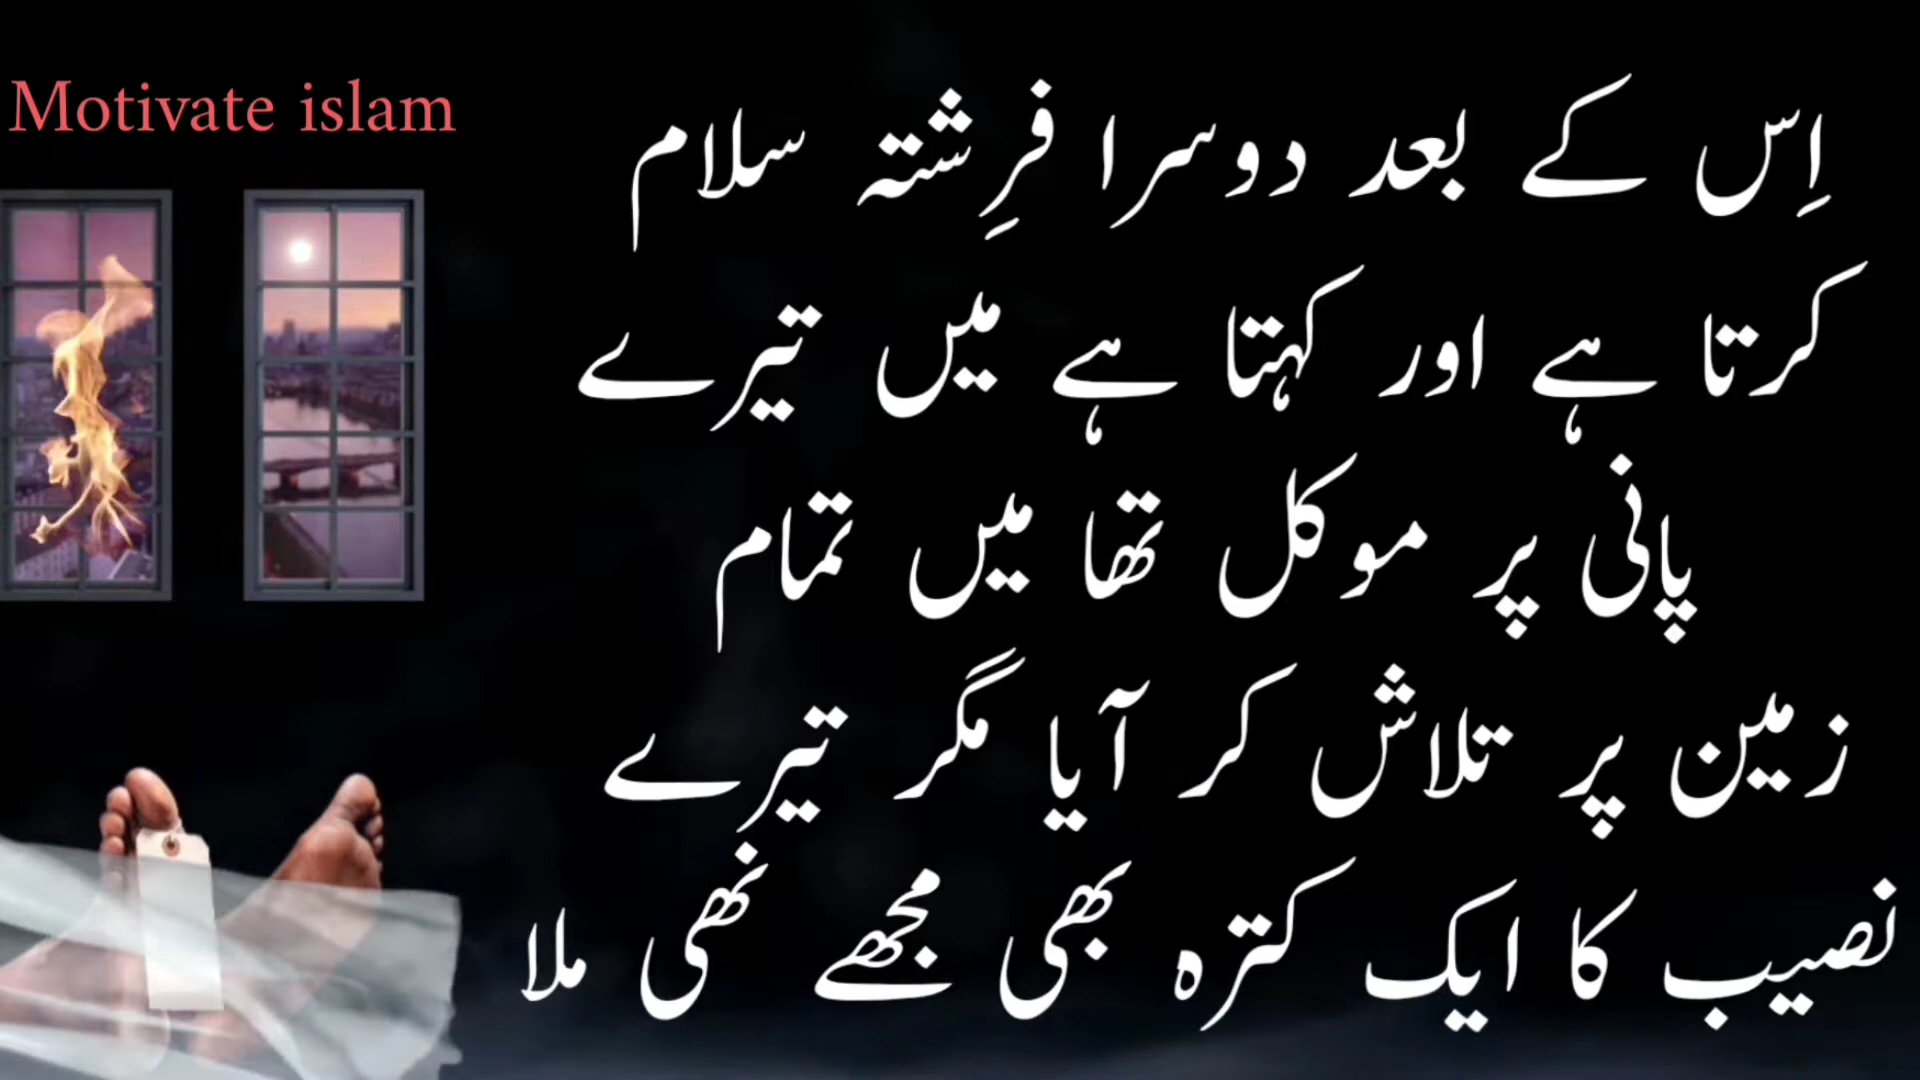 Motivate islam
اِس کے بعد دوسرا فرِشتہ سلام
کرتا ہے اور کہتا ہے میں تیرے
پانی پر موکل تھا میں تمام
زمین پر تلاش کر آیا مگر تیرے
نصیب کا ایک کترہ بھی مجھے نھی ملا